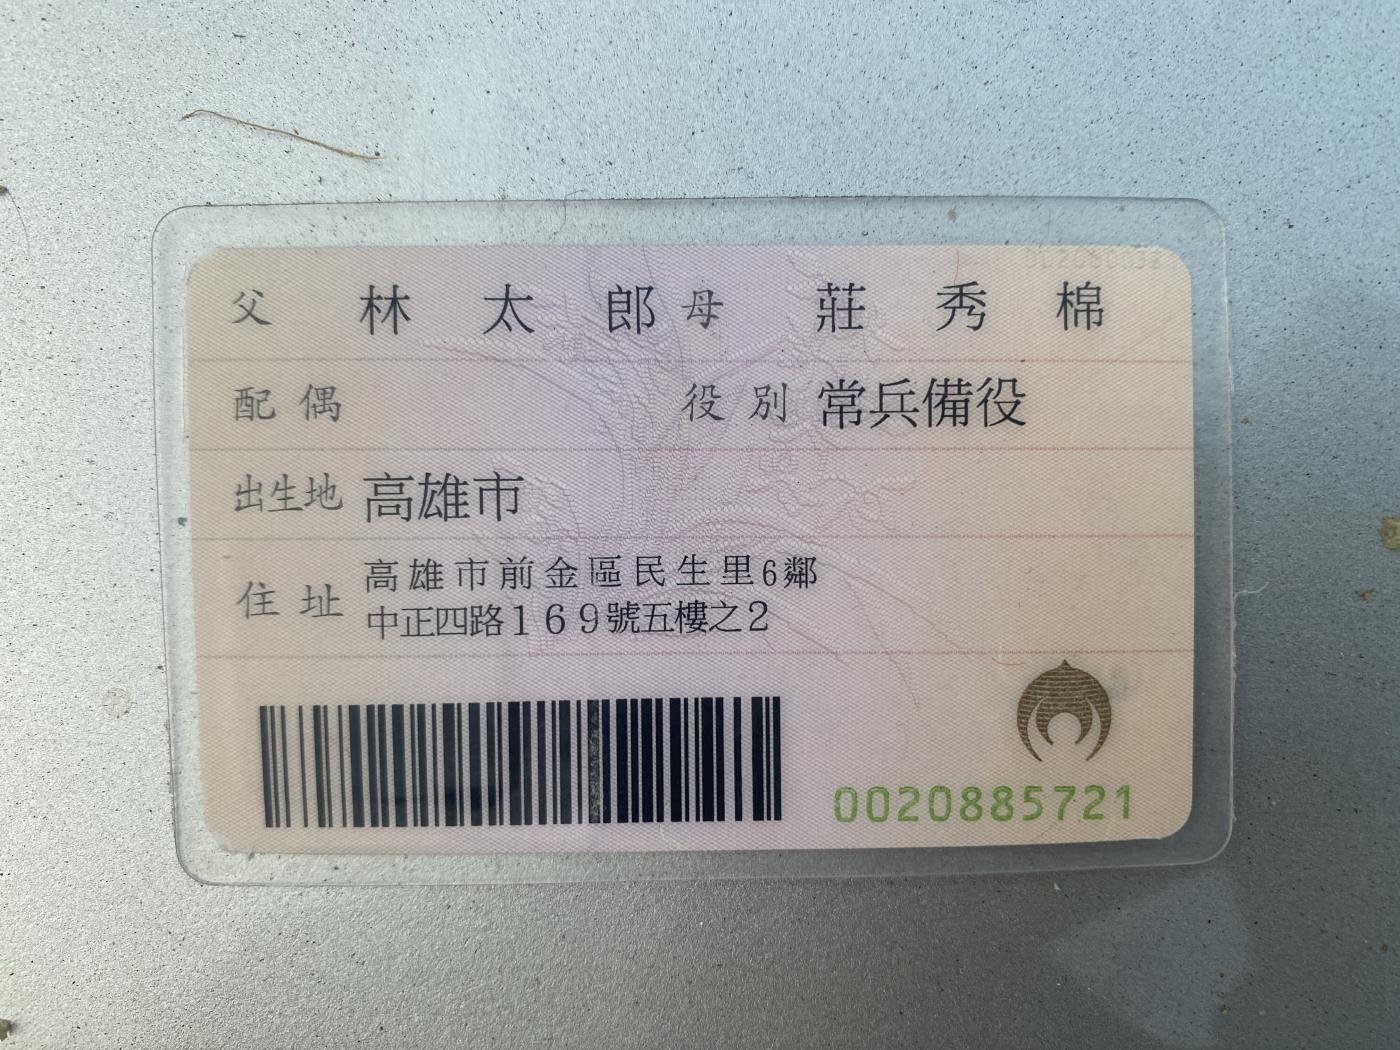 父 林太郎 母 莊秀棉
配偶 役別 常兵備役
出生地 高雄市
住址 高雄市前金區民生里6鄰
中正四路169號五樓之2
0020885721